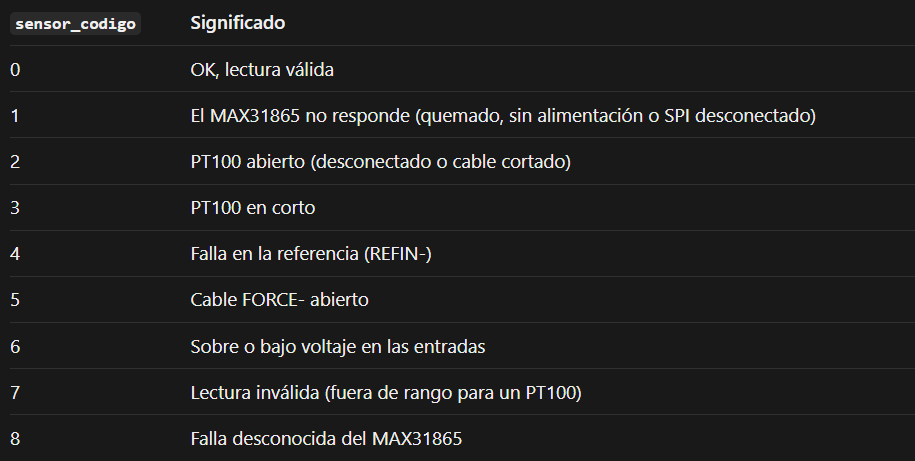 sensor_codigo Significado
0 OK, lectura válida
1 El MAX31865 no responde (quemado, sin alimentación o SPI desconectado)
2 PT100 abierto (desconectado o cable cortado)
3 PT100 en corto
4 Falla en la referencia (REFIN-)
5 Cable FORCE- abierto
6 Sobre o bajo voltaje en las entradas
7 Lectura inválida (fuera de rango para un PT100)
8 Falla desconocida del MAX31865